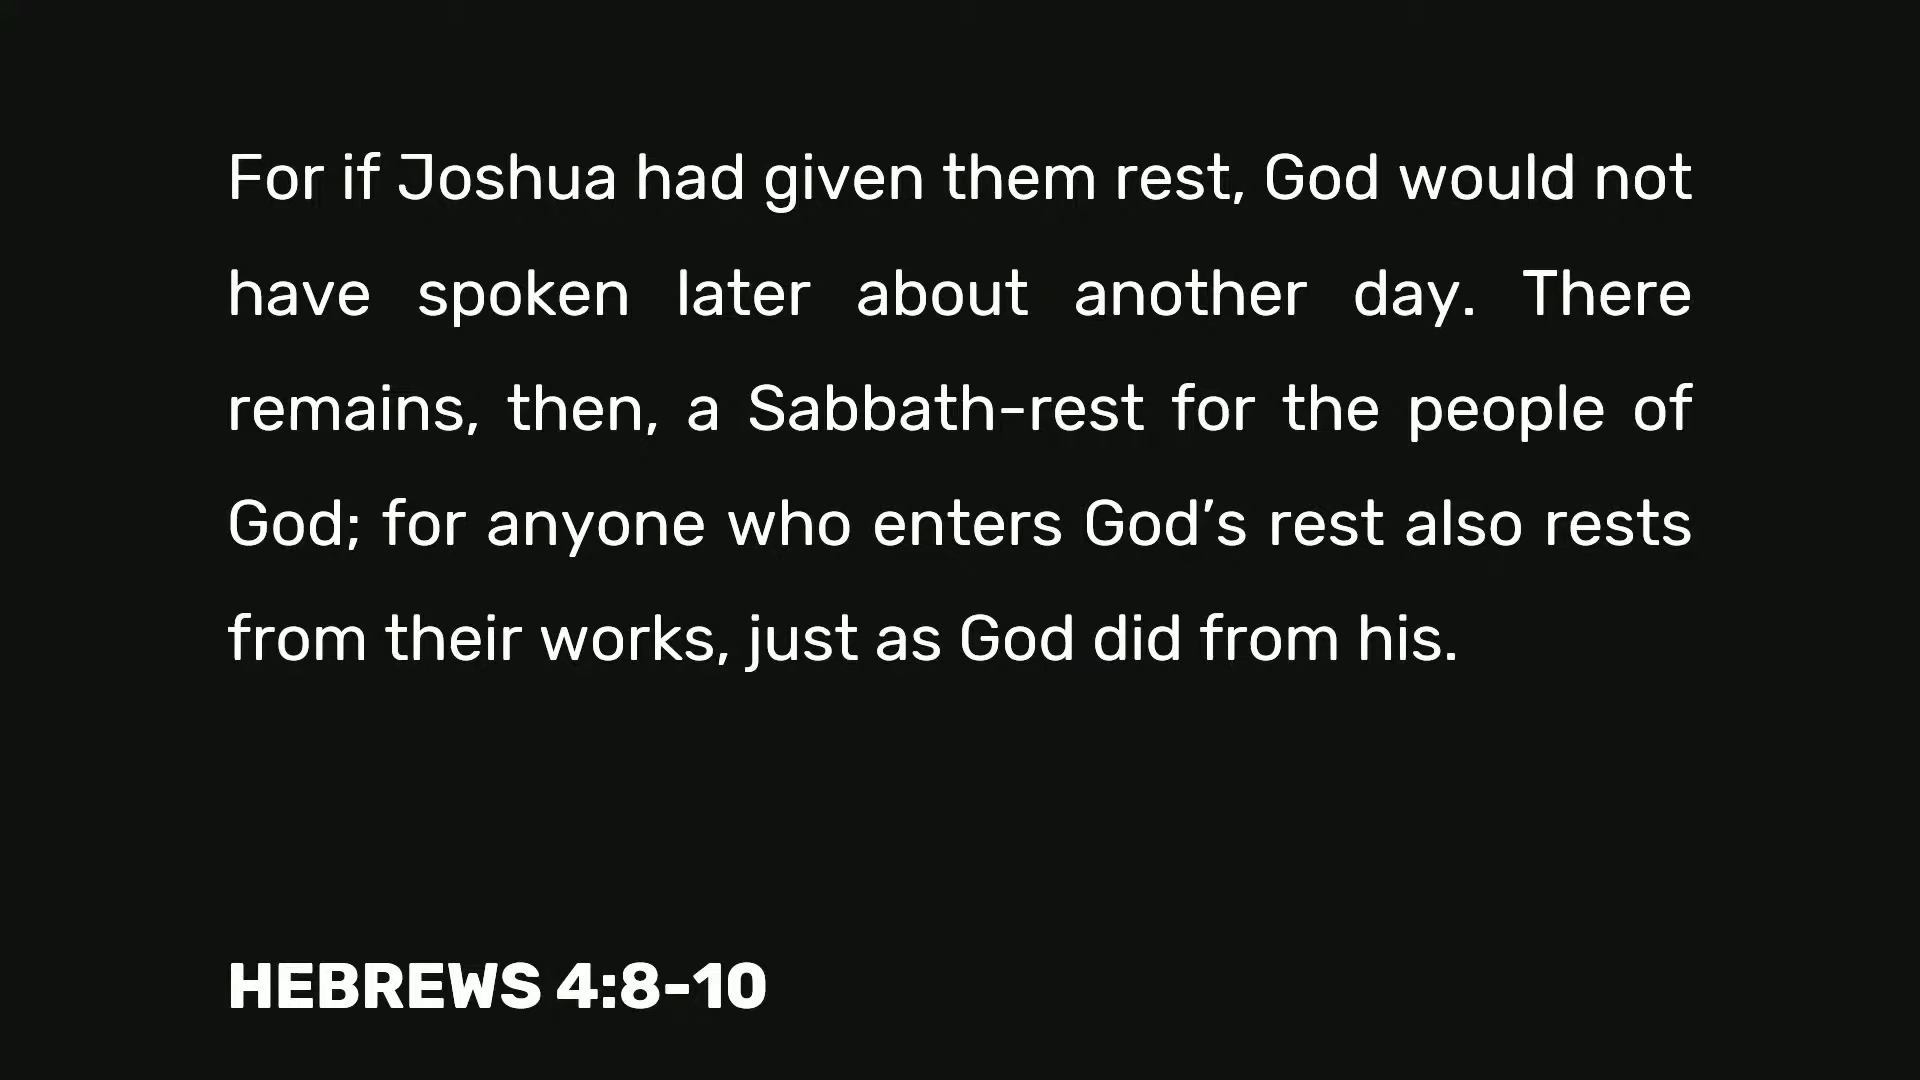 For if Joshua had given them rest, God would not
have spoken later about another day. There
remains, then, a Sabbath-rest for the people of
God; for anyone who enters God’s rest also rests
from their works, just as God did from his.
HEBREWS 4:8-10